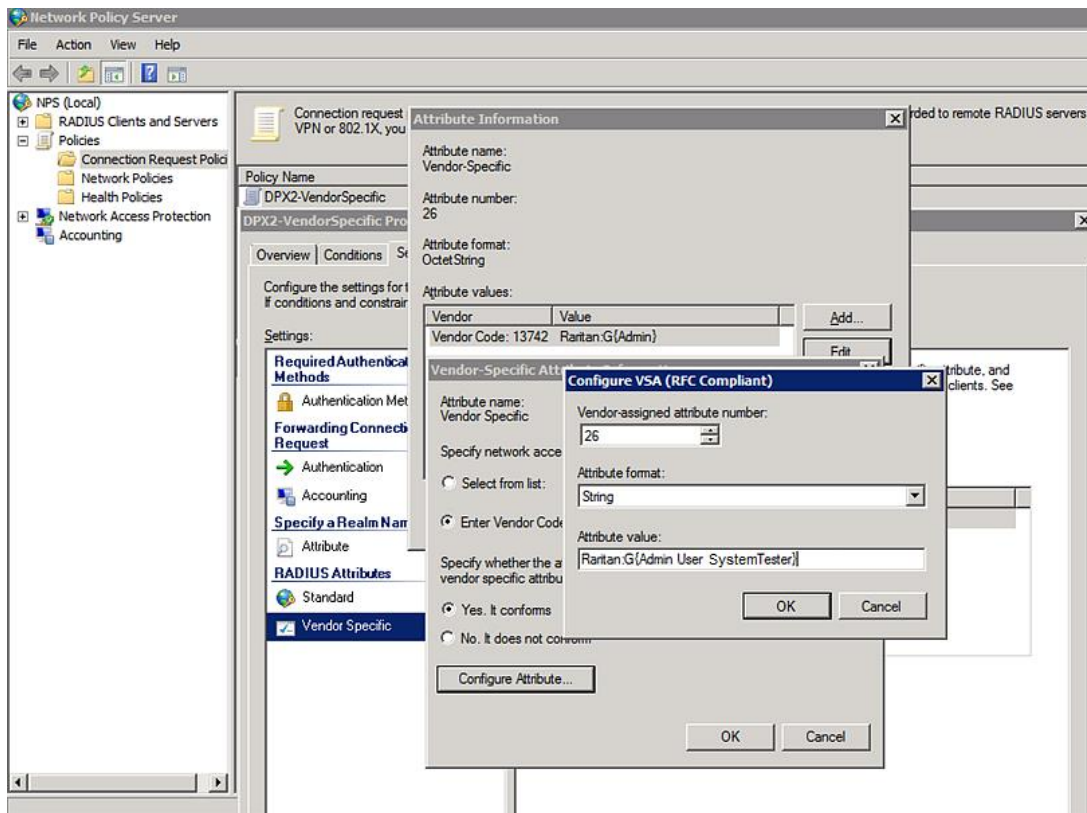 Network Policy Server
File Action View Help
NPS (Local)
RADIUS Clients and Servers
Policies
Connection Request Polici
Network Policies
Health Policies
Network Access Protection
Accounting
Connection request
VPN or 802.1X, you
rded to remote RADIUS servers
Policy Name
DPX2-VendorSpecific
DPX2-VendorSpecific Pro
Overview Conditions Se
Configure the settings for t
If conditions and constrair
Settings:
Required Authenticat
Methods
Authentication Met
Forwarding Connecti
Request
Authentication
Accounting
Specify a Realm Nam
Attribute
RADIUS Attributes
Standard
Vendor Specific
Attribute Information
Attribute name:
Vendor-Specific
Attribute number:
26
Attribute format:
OctetString
Attribute values:
Vendor Value
Vendor Code: 13742 Raritan:G{Admin}
Add...
Edit
tribute, and
clients. See
Vendor-Specific Att
Attribute name:
Vendor Specific
Specify network acce
Select from list:
Enter Vendor Code
Specify whether the a
vendor specific attribu
Yes. It conforms
No. It does not conform
Configure Attribute...
OK Cancel
Configure VSA (RFC Compliant)
Vendor-assigned attribute number:
26
Attribute format:
String
Attribute value:
Raritan:G{Admin User SystemTester}
OK Cancel